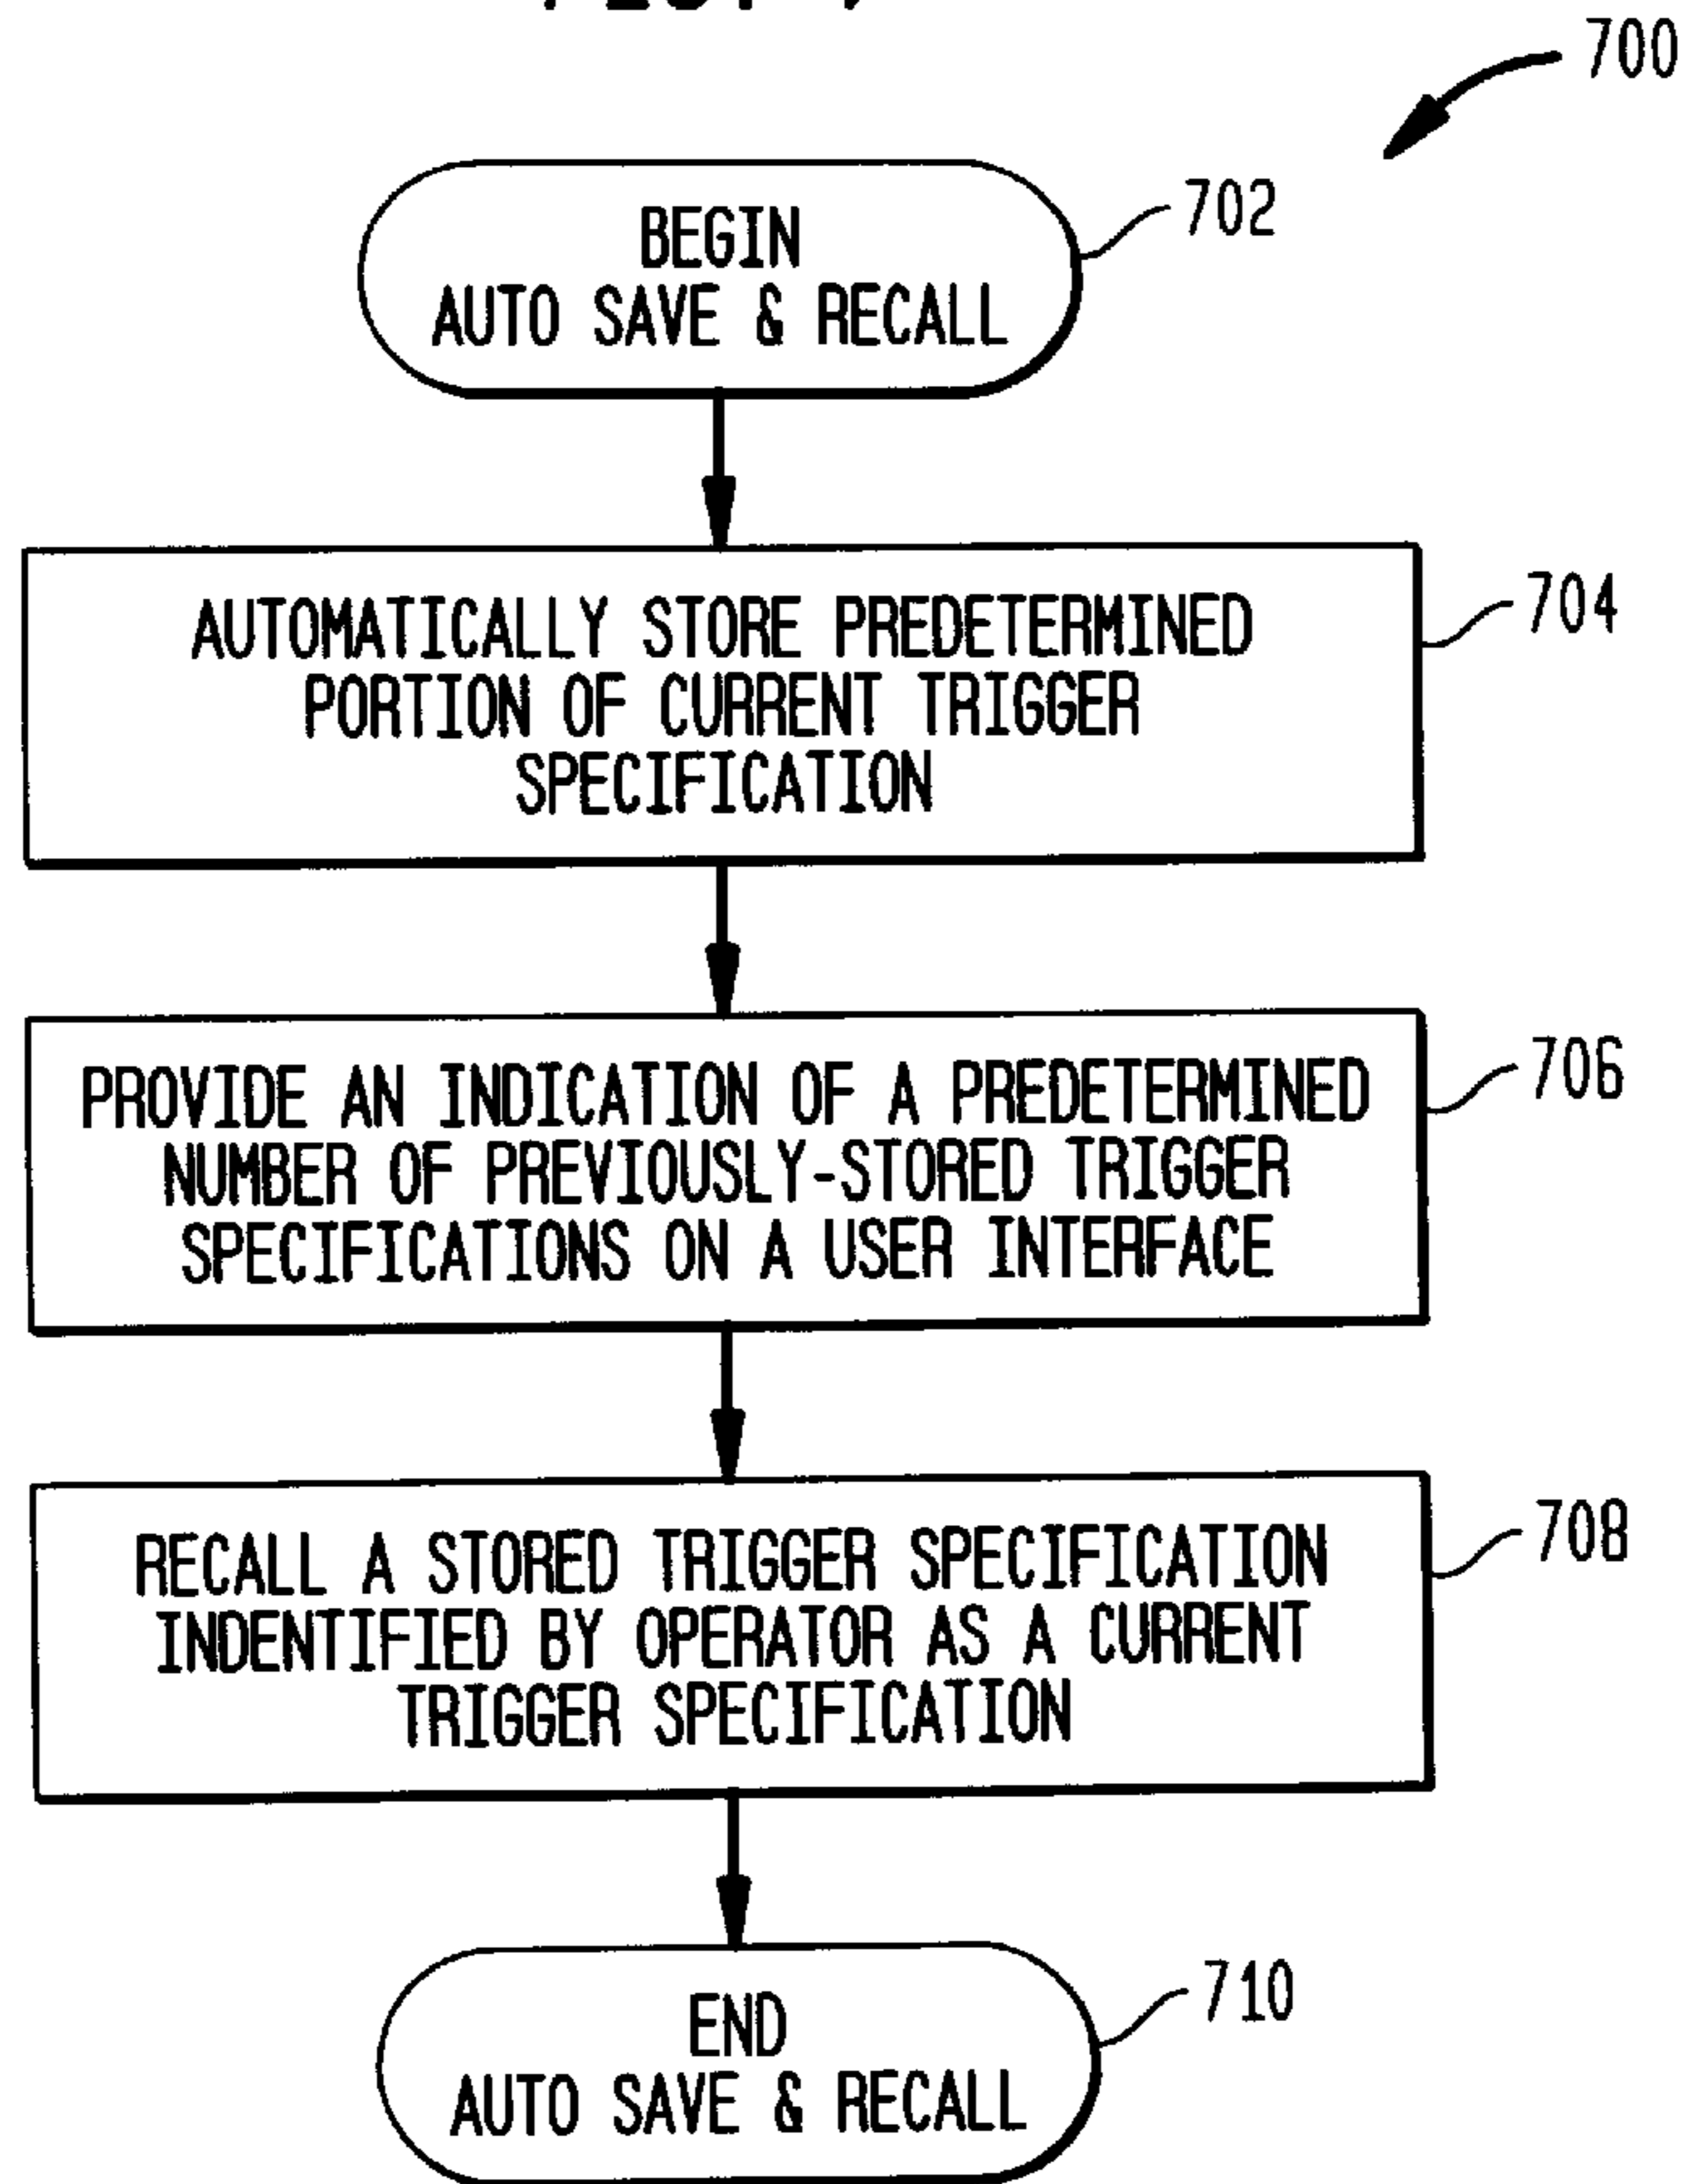 700
702
BEGIN
AUTO SAVE & RECALL
704
AUTOMATICALLY STORE PREDETERMINED
PORTION OF CURRENT TRIGGER
SPECIFICATION
706
PROVIDE AN INDICATION OF A PREDETERMINED
NUMBER OF PREVIOUSLY-STORED TRIGGER
SPECIFICATIONS ON A USER INTERFACE
708
RECALL A STORED TRIGGER SPECIFICATION
INDENTIFIED BY OPERATOR AS A CURRENT
TRIGGER SPECIFICATION
710
END
AUTO SAVE & RECALL